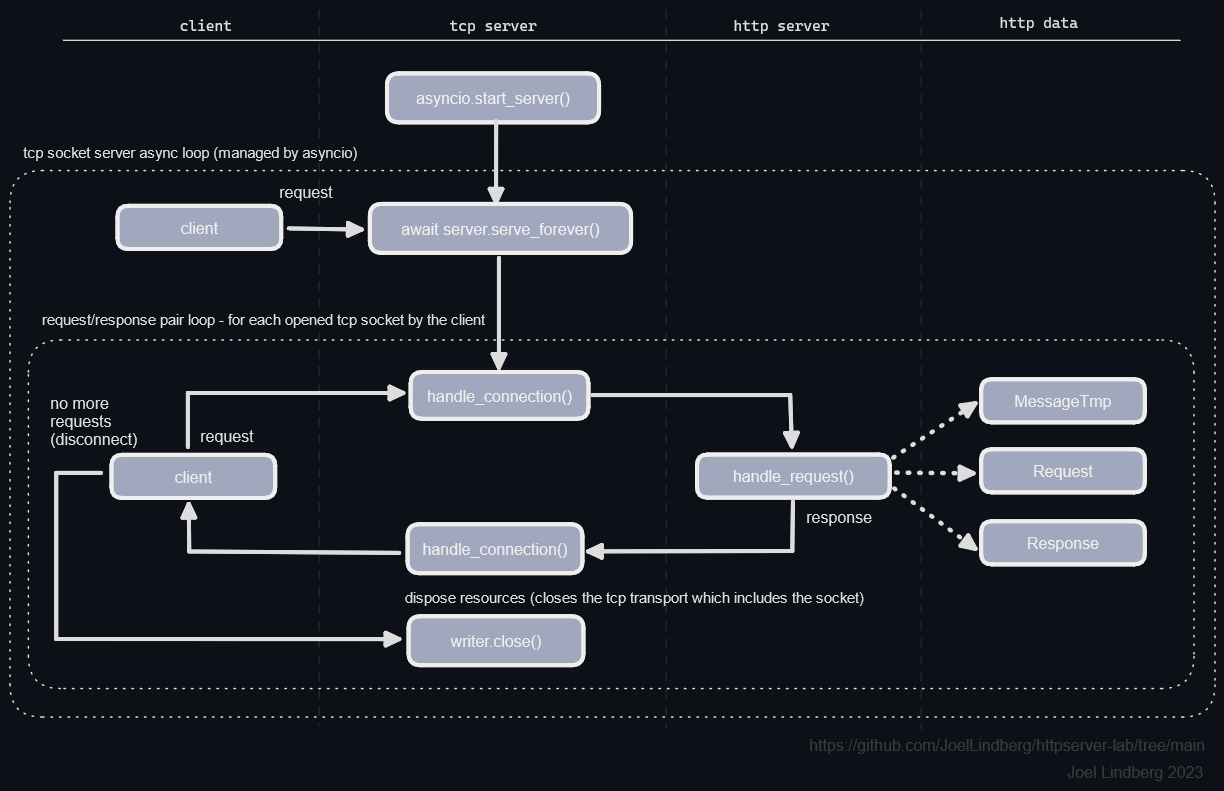 client
tcp server
http server
http data
asyncio.start_server()
tcp socket server async loop (managed by asyncio)
request
client
await server.serve_forever()
request/response pair loop - for each opened tcp socket by the client
handle_connection()
MessageTmp
no more
requests
(disconnect)
request
client
handle_request()
Request
response
handle_connection()
Response
dispose resources (closes the tcp transport which includes the socket)
writer.close()
https://github.com/JoelLindberg/httpserver-lab/tree/main
Joel Lindberg 2023